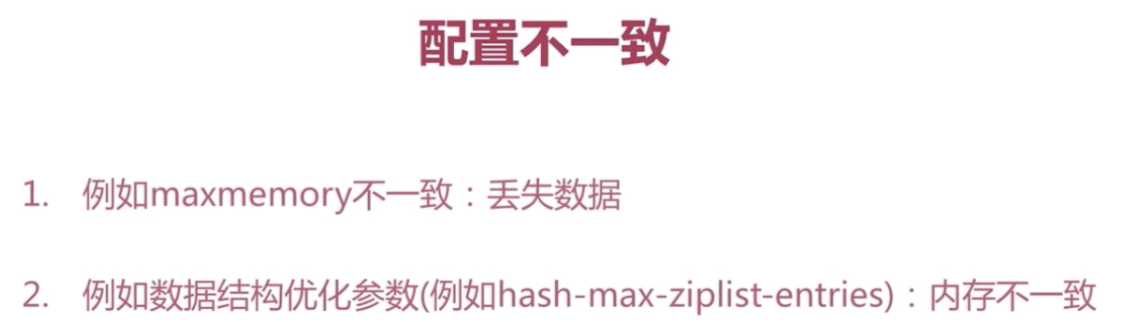 配置不一致
1. 例如maxmemory不一致：丢失数据
2. 例如数据结构优化参数(例如hash-max-ziplist-entries)：内存不一致